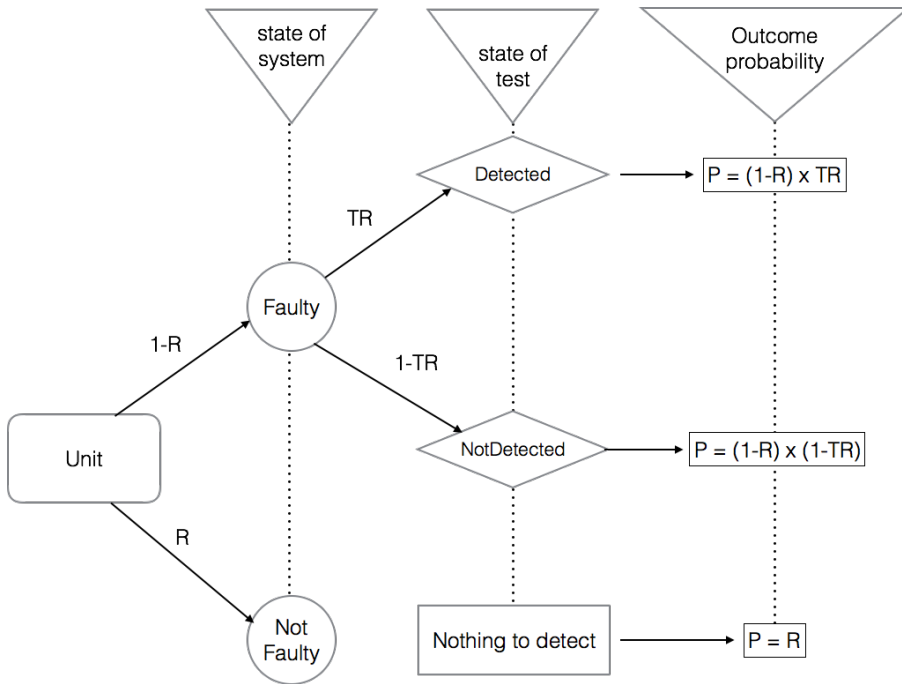 state of
system
state of
test
Outcome
probability
Detected
P = (1-R) x TR
TR
Faulty
1-R
1-TR
Unit
NotDetected
P = (1-R) x (1-TR)
R
Not
Faulty
Nothing to detect
P = R